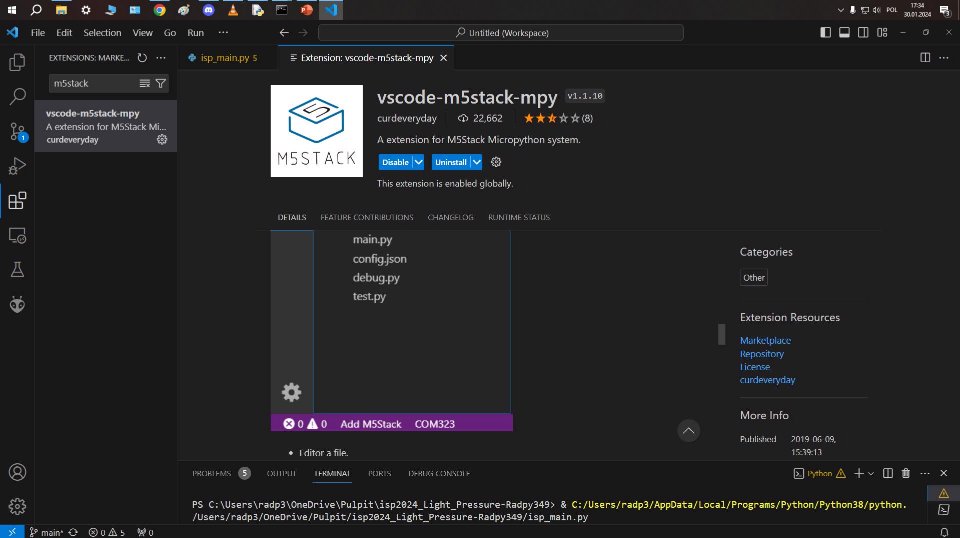 17:34
POL
30.01.2024
3
File Edit Selection View Go Run ···
Untitled (Workspace)
EXTENSIONS: MARKE...
isp_main.py 5
Extension: vscode-m5stack-mpy
m5stack
vscode-m5stack-mpy
A extension for M5Stack Mi...
curdeveryday
1
M5STACK
vscode-m5stack-mpy v1.1.10
curdeveryday 22,662 (8)
A extension for M5Stack Micropython system.
Disable Uninstall
This extension is enabled globally.
DETAILS FEATURE CONTRIBUTIONS CHANGELOG RUNTIME STATUS
main.py
config.json
debug.py
test.py
0 0 Add M5Stack COM323
I ditor a file.
Categories
Other
Extension Resources
Marketplace
Repository
License
curdeveryday
More Info
Published 2019-06-09,
15:39:13
PROBLEMS 5 OUTPUT TERMINAL PORTS DEBUG CONSOLE
Python
PS C:\Users\radp3\OneDrive\Pulpit\isp2024_Light_Pressure-Radpy349> & C:/Users/radp3/AppData/Local/Programs/Python/Python38/python.
/Users/radp3/OneDrive/Pulpit/isp2024_Light_Pressure-Radpy349/isp_main.py
main* 0 5 0